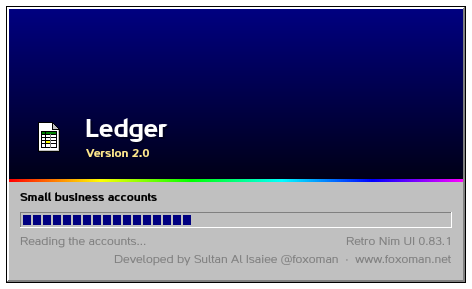 Ledger
Version 2.0
Small business accounts
Reading the accounts... Retro Nim UI 0.83.1
Developed by Sultan Al Isaiee @foxoman · www.foxoman.net